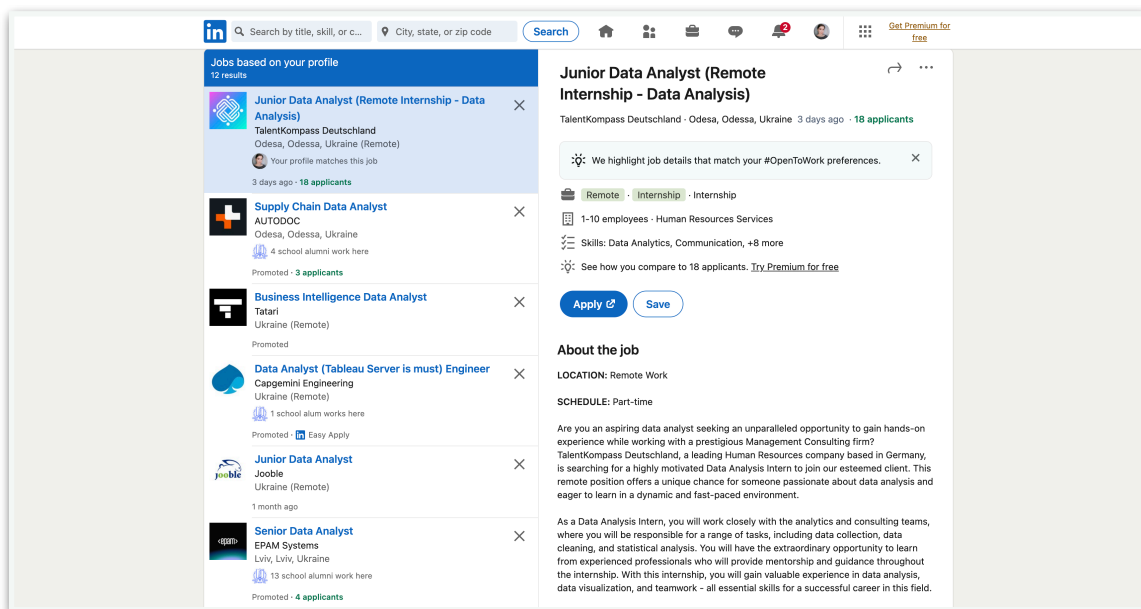 in
Search by title, skill, or c...
City, state, or zip code
Search
2
Get Premium for
free
Jobs based on your profile
12 results
Junior Data Analyst (Remote Internship - Data
Analysis)
TalentKompass Deutschland
Odesa, Odessa, Ukraine (Remote)
Your profile matches this job
3 days ago · 18 applicants
Supply Chain Data Analyst
AUTODOC
Odesa, Odessa, Ukraine
4 school alumni work here
Promoted · 3 applicants
Business Intelligence Data Analyst
Tatari
Ukraine (Remote)
Promoted
Data Analyst (Tableau Server is must) Engineer
Capgemini Engineering
Ukraine (Remote)
1 school alum works here
Promoted · in Easy Apply
jooble
Junior Data Analyst
Jooble
Ukraine (Remote)
1 month ago
<epam>
Senior Data Analyst
EPAM Systems
Lviv, Lviv, Ukraine
13 school alumni work here
Promoted · 4 applicants
Junior Data Analyst (Remote
Internship - Data Analysis)
TalentKompass Deutschland · Odesa, Odessa, Ukraine 3 days ago · 18 applicants
We highlight job details that match your #OpenToWork preferences.
Remote · Internship · Internship
1-10 employees · Human Resources Services
Skills: Data Analytics, Communication, +8 more
See how you compare to 18 applicants. Try Premium for free
Apply
Save
About the job
LOCATION: Remote Work
SCHEDULE: Part-time
Are you an aspiring data analyst seeking an unparalleled opportunity to gain hands-on
experience while working with a prestigious Management Consulting firm?
TalentKompass Deutschland, a leading Human Resources company based in Germany,
is searching for a highly motivated Data Analysis Intern to join our esteemed client. This
remote position offers a unique chance for someone passionate about data analysis and
eager to learn in a dynamic and fast-paced environment.
As a Data Analysis Intern, you will work closely with the analytics and consulting teams,
where you will be responsible for a range of tasks, including data collection, data
cleaning, and statistical analysis. You will have the extraordinary opportunity to learn
from experienced professionals who will provide mentorship and guidance throughout
the internship. With this internship, you will gain valuable experience in data analysis,
data visualization, and teamwork - all essential skills for a successful career in this field.